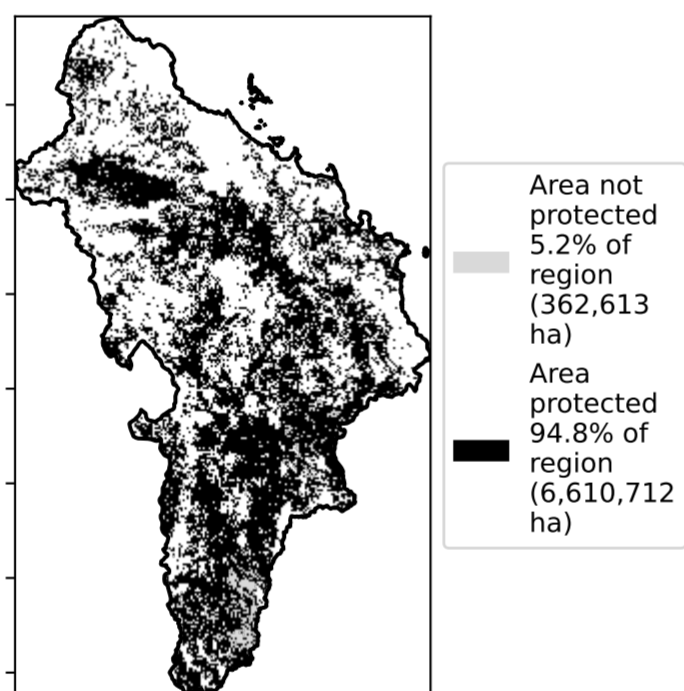 Area not
protected
5.2% of
region
(362,613
ha)
Area
protected
94.8% of
region
(6,610,712
ha)